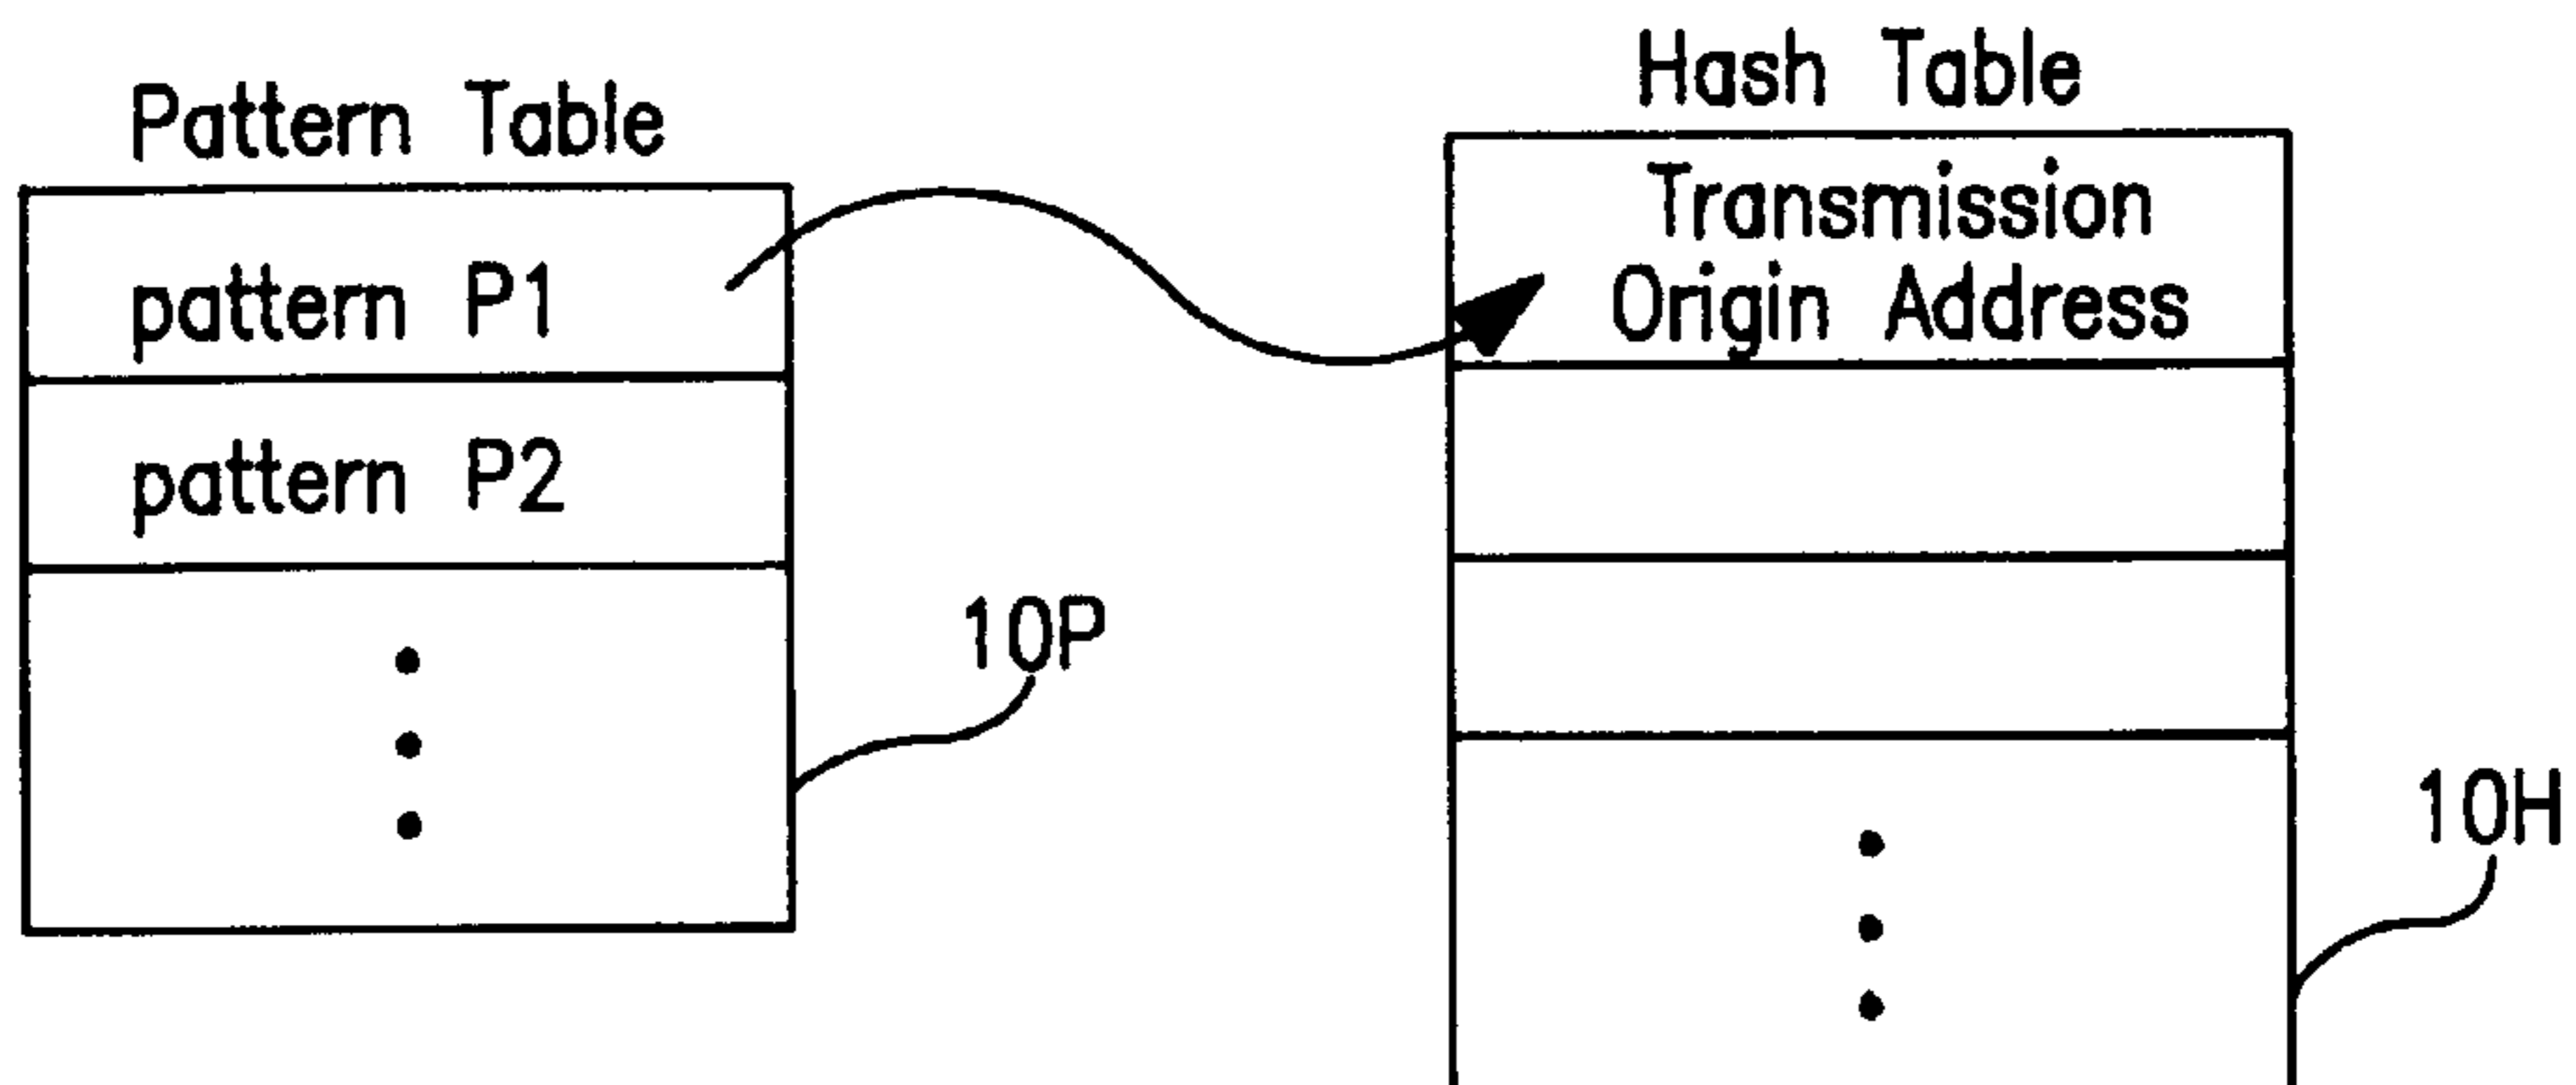 Pattern Table
pattern P1
pattern P2
10P
Hash Table
Transmission
Origin Address
10H